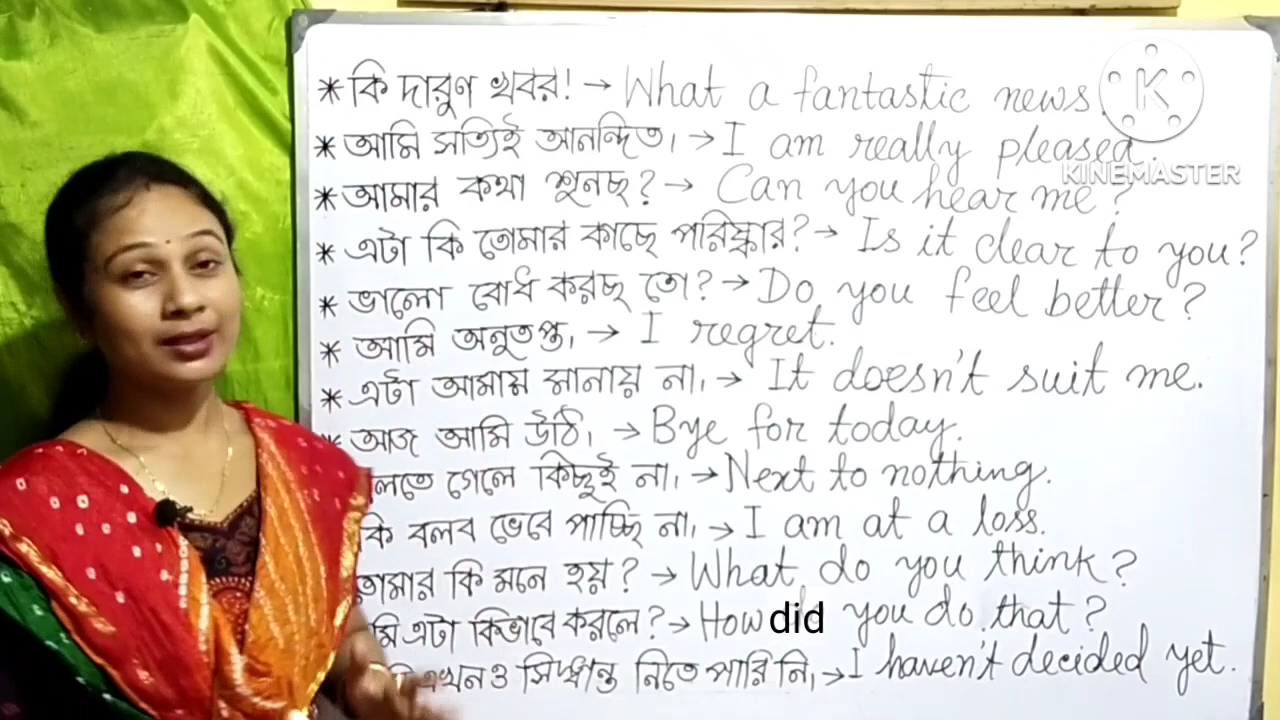 * কি দারুণ খবর! → What a fantastic news.
* আমি সত্যিই আনন্দিত। → I am really pleased.
* আমার কথা শুনছ? → Can you hear me?
* এটা কি তোমার কাছে পরিস্কার? → Is it clear to you?
* ভালো বোধ করছ তো? → Do you feel better?
* আমি অনুতপ্ত। → I regret.
* এটা আমায় মানায় না। → It doesn't suit me.
* আজ আমি উঠি। → Bye for today.
গেলে কিছুই না। → Next to nothing.
কি বলব ভেবে পাচ্ছি না। → I am at a loss.
তোমার কি মনে হয়? → What do you think?
এটা কিভাবে করলে? → How did you do that?
এখনও সিদ্ধান্ত নিতে পারি নি। → I haven't decided yet.
K
KINEMASTER